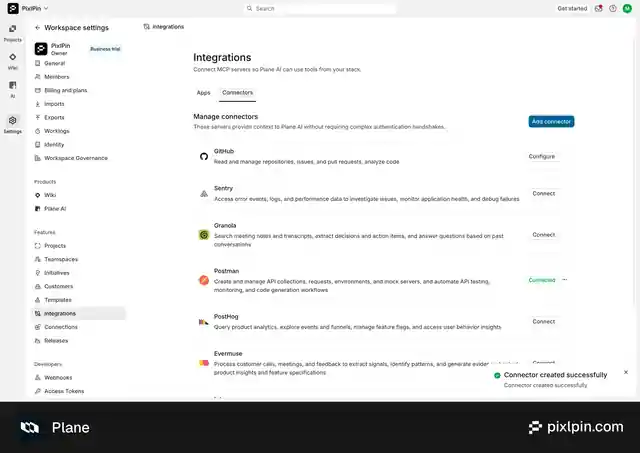 PixlPin
Search
Get started
M
Projects
Wiki
AI
Settings
Workspace settings
PixlPin
Owner
Business trial
General
Members
Billing and plans
Imports
Exports
Worklogs
Identity
Workspace Governance
Products
Wiki
Plane AI
Features
Projects
Teamspaces
Initiatives
Customers
Templates
Integrations
Connections
Releases
Developers
Webhooks
Access Tokens
Integrations
Integrations
Connect MCP servers so Plane AI can use tools from your stack.
Apps
Connectors
Manage connectors
These servers provide context to Plane AI without requiring complex authentication handshakes.
Add connector
GitHub
Read and manage repositories, issues, and pull requests, analyze code
Configure
Sentry
Access error events, logs, and performance data to investigate issues, monitor application health, and debug failures
Connect
Granola
Search meeting notes and transcripts, extract decisions and action items, and answer questions based on past
conversations
Connect
Postman
Create and manage API collections, requests, environments, and mock servers, and automate API testing,
monitoring, and code generation workflows
Connected
PostHog
Query product analytics, explore events and funnels, manage feature flags, and access user behavior insights
Connect
Evermuse
Process customer calls, meetings, and feedback to extract signals, identify patterns, and generate
product insights and feature specifications
Connector created successfully
Connector created successfully
Plane
pixlpin.com